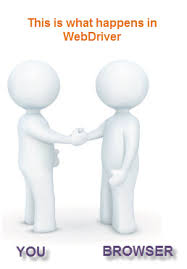 This is what happens in
WebDriver
YOU BROWSER